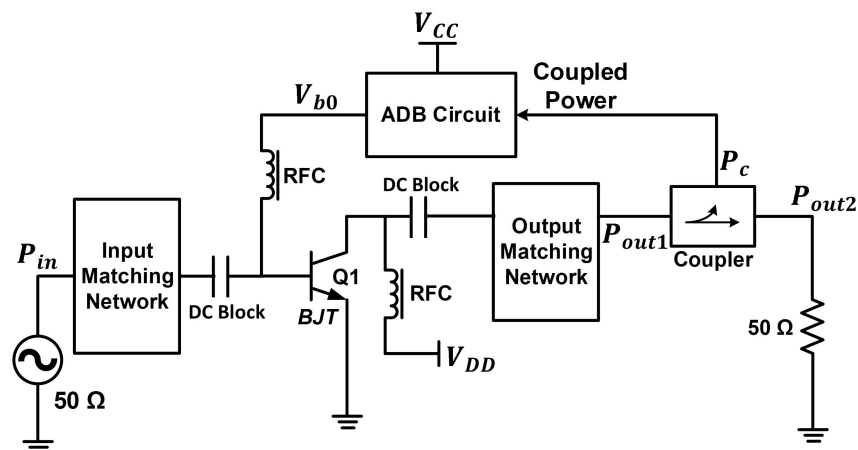 V_CC
V_b0
ADB Circuit
Coupled
Power
RFC
P_c
DC Block
P_in
Input
Matching
Network
DC Block
Q1
BJT
RFC
V_DD
Output
Matching
Network
P_out1
Coupler
P_out2
50 Ω
50 Ω